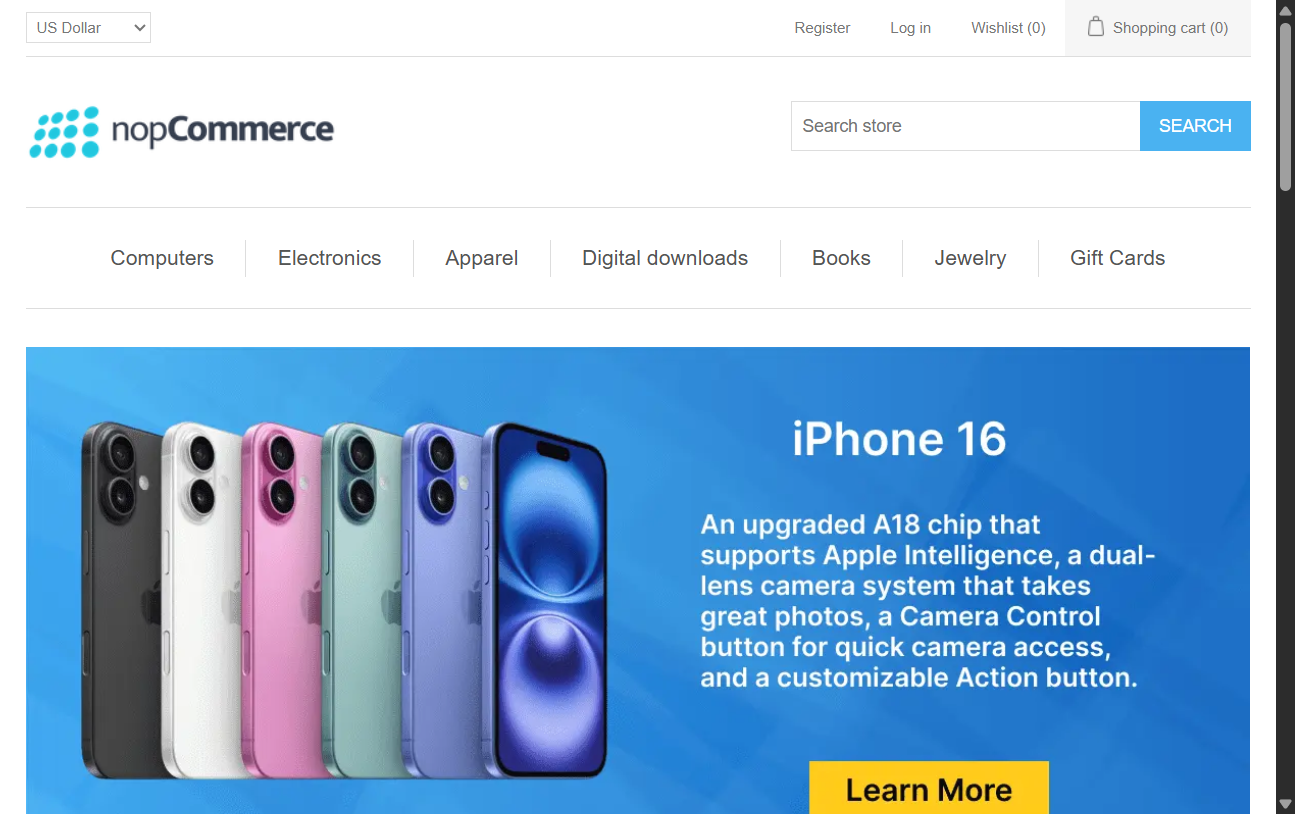 US Dollar
Register
Log in
Wishlist (0)
Shopping cart (0)
nopCommerce
Search store
SEARCH
Computers
Electronics
Apparel
Digital downloads
Books
Jewelry
Gift Cards
iPhone 16
An upgraded A18 chip that
supports Apple Intelligence, a dual-
lens camera system that takes
great photos, a Camera Control
button for quick camera access,
and a customizable Action button.
Learn More